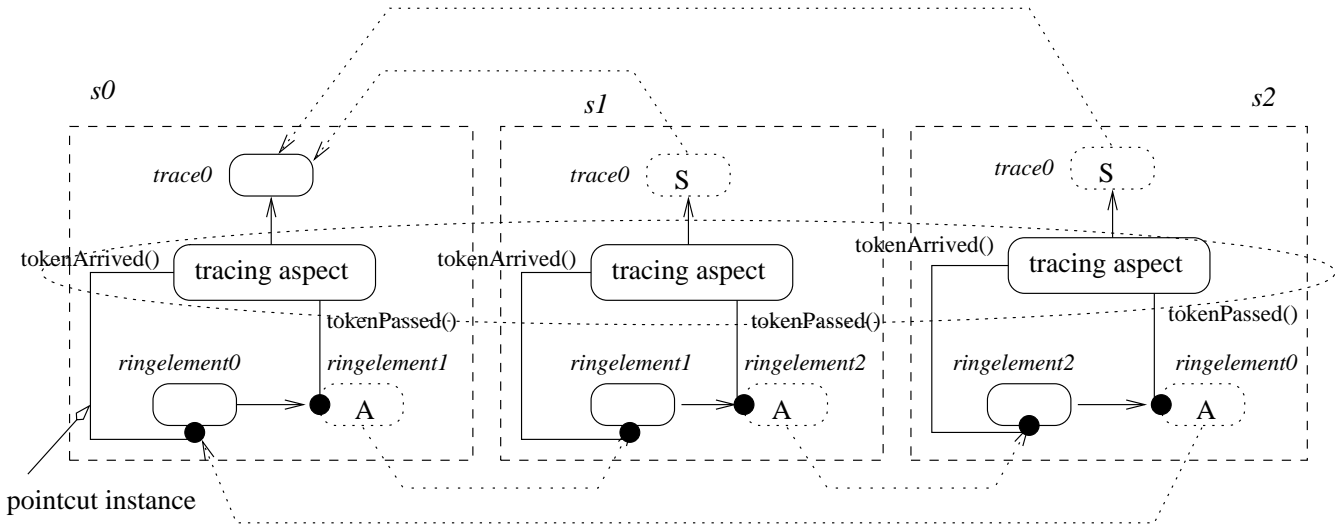 s0
s1
s2
trace0
trace0
S
trace0
S
tokenArrived()
tracing aspect
tokenArrived()
tracing aspect
tokenArrived()
tracing aspect
tokenPassed()
tokenPassed()
tokenPassed()
ringelement0
ringelement1
ringelement1
ringelement2
ringelement2
ringelement0
A
A
A
pointcut instance